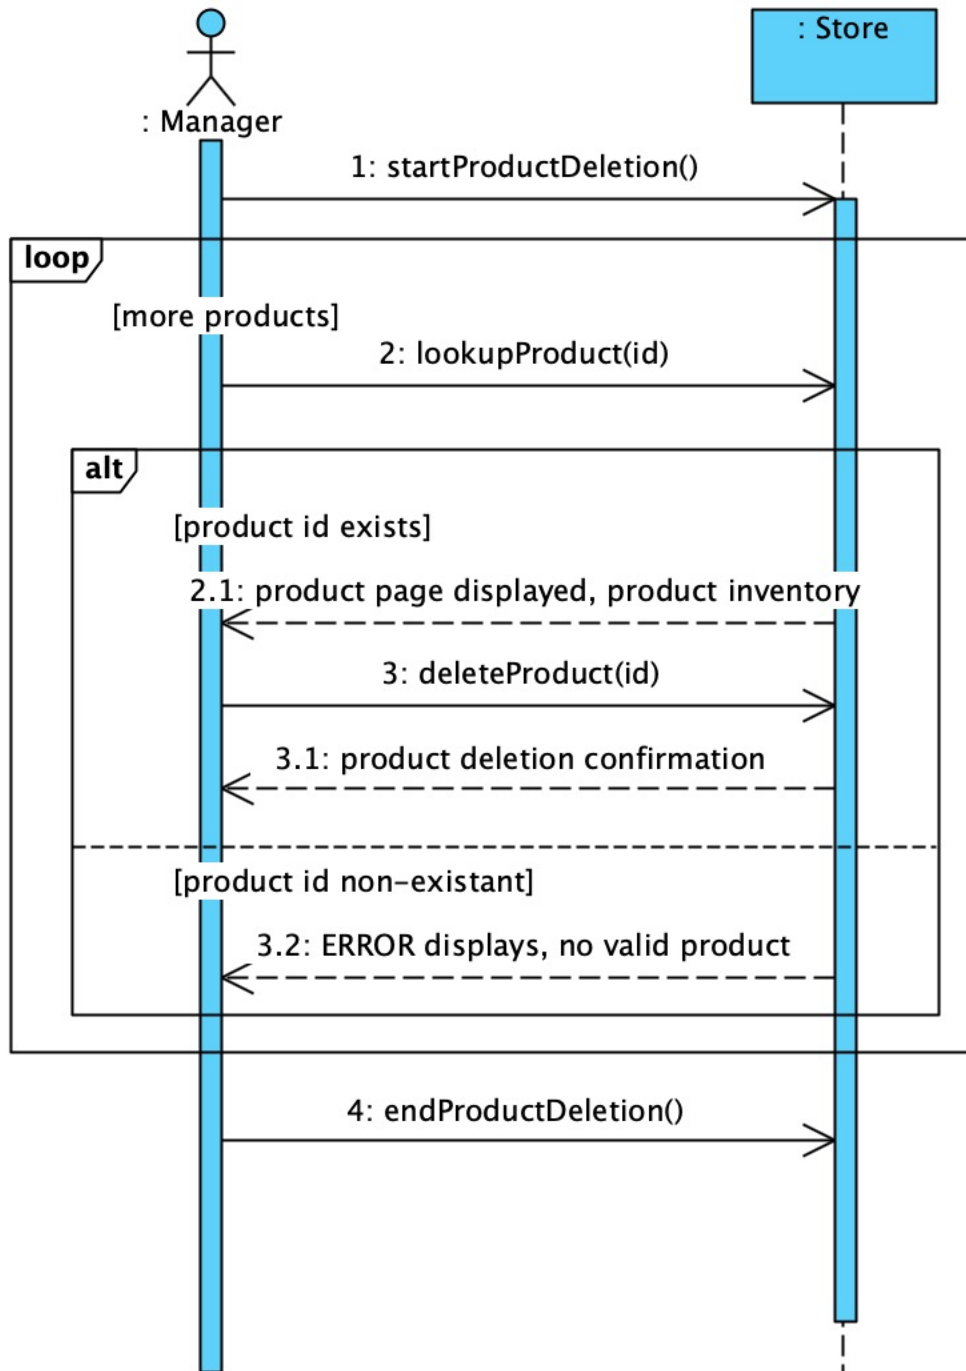 : Store
: Manager
1: startProductDeletion()
loop
[more products]
2: lookupProduct(id)
alt
[product id exists]
2.1: product page displayed, product inventory
3: deleteProduct(id)
3.1: product deletion confirmation
[product id non-existant]
3.2: ERROR displays, no valid product
4: endProductDeletion()